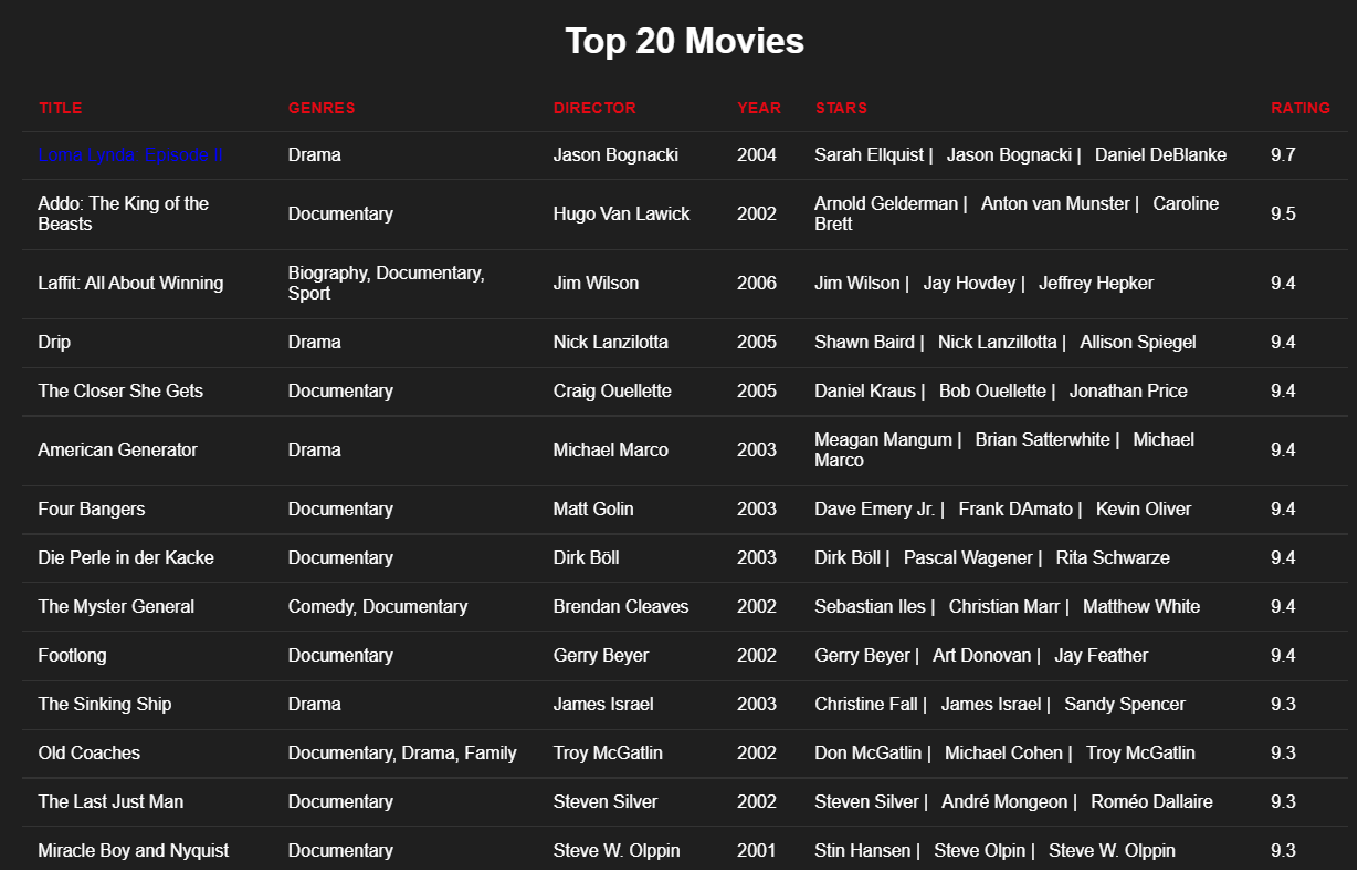 Top 20 Movies
TITLE GENRES DIRECTOR YEAR STARS RATING
Loma Lynda: Episode II Drama Jason Bognacki 2004 Sarah Ellquist | Jason Bognacki | Daniel DeBlanke 9.7
Addo: The King of the Beasts Documentary Hugo Van Lawick 2002 Arnold Gelderman | Anton van Munster | Caroline Brett 9.5
Laffit: All About Winning Biography, Documentary, Sport Jim Wilson 2006 Jim Wilson | Jay Hovdey | Jeffrey Hepker 9.4
Drip Drama Nick Lanzilotta 2005 Shawn Baird | Nick Lanzillotta | Allison Spiegel 9.4
The Closer She Gets Documentary Craig Ouellette 2005 Daniel Kraus | Bob Ouellette | Jonathan Price 9.4
American Generator Drama Michael Marco 2003 Meagan Mangum | Brian Satterwhite | Michael Marco 9.4
Four Bangers Documentary Matt Golin 2003 Dave Emery Jr. | Frank DAmato | Kevin Oliver 9.4
Die Perle in der Kacke Documentary Dirk Böll 2003 Dirk Böll | Pascal Wagener | Rita Schwarze 9.4
The Myster General Comedy, Documentary Brendan Cleaves 2002 Sebastian Iles | Christian Marr | Matthew White 9.4
Footlong Documentary Gerry Beyer 2002 Gerry Beyer | Art Donovan | Jay Feather 9.4
The Sinking Ship Drama James Israel 2003 Christine Fall | James Israel | Sandy Spencer 9.3
Old Coaches Documentary, Drama, Family Troy McGatlin 2002 Don McGatlin | Michael Cohen | Troy McGatlin 9.3
The Last Just Man Documentary Steven Silver 2002 Steven Silver | André Mongeon | Roméo Dallaire 9.3
Miracle Boy and Nyquist Documentary Steve W. Olppin 2001 Stin Hansen | Steve Olpin | Steve W. Olppin 9.3